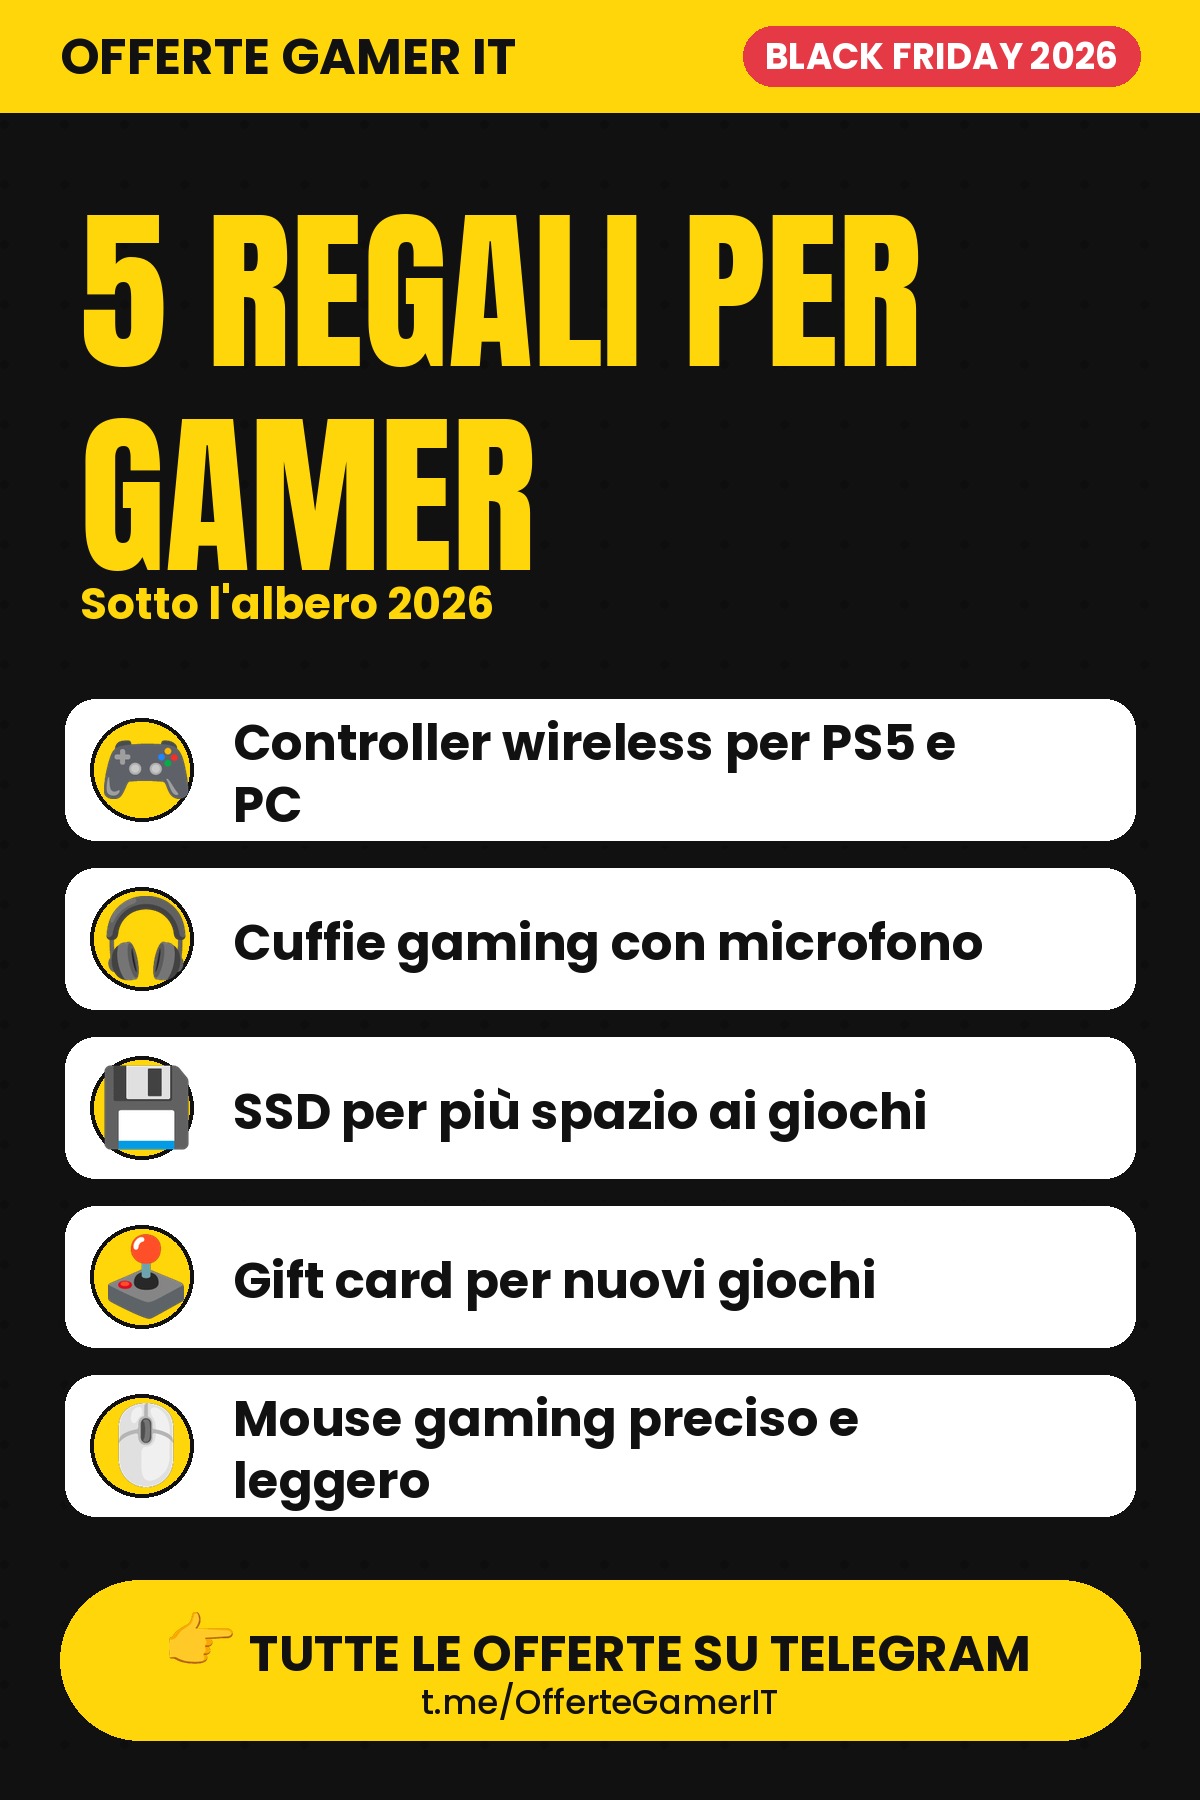 OFFERTE GAMER IT
BLACK FRIDAY 2026
5 REGALI PER
GAMER
Sotto l'albero 2026
Controller wireless per PS5 e
PC
Cuffie gaming con microfono
SSD per più spazio ai giochi
Gift card per nuovi giochi
Mouse gaming preciso e
leggero
👉 TUTTE LE OFFERTE SU TELEGRAM
t.me/OfferteGamerIT